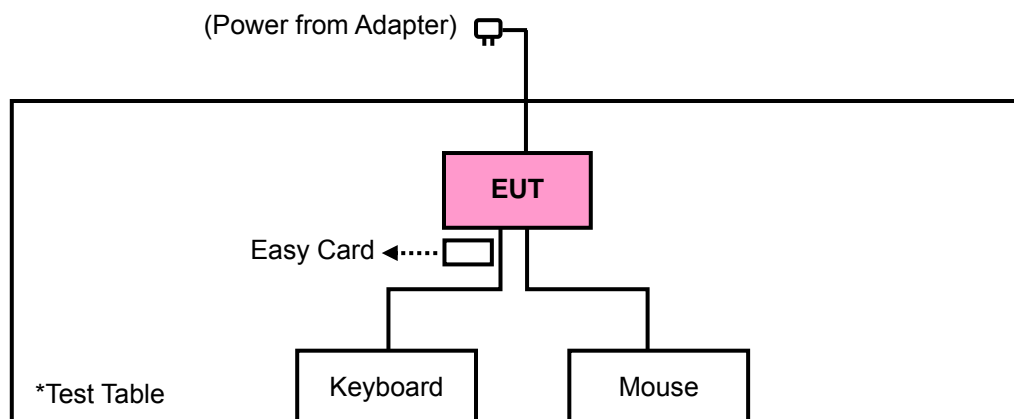 (Power from Adapter)
EUT
Easy Card
Keyboard
Mouse
*Test Table